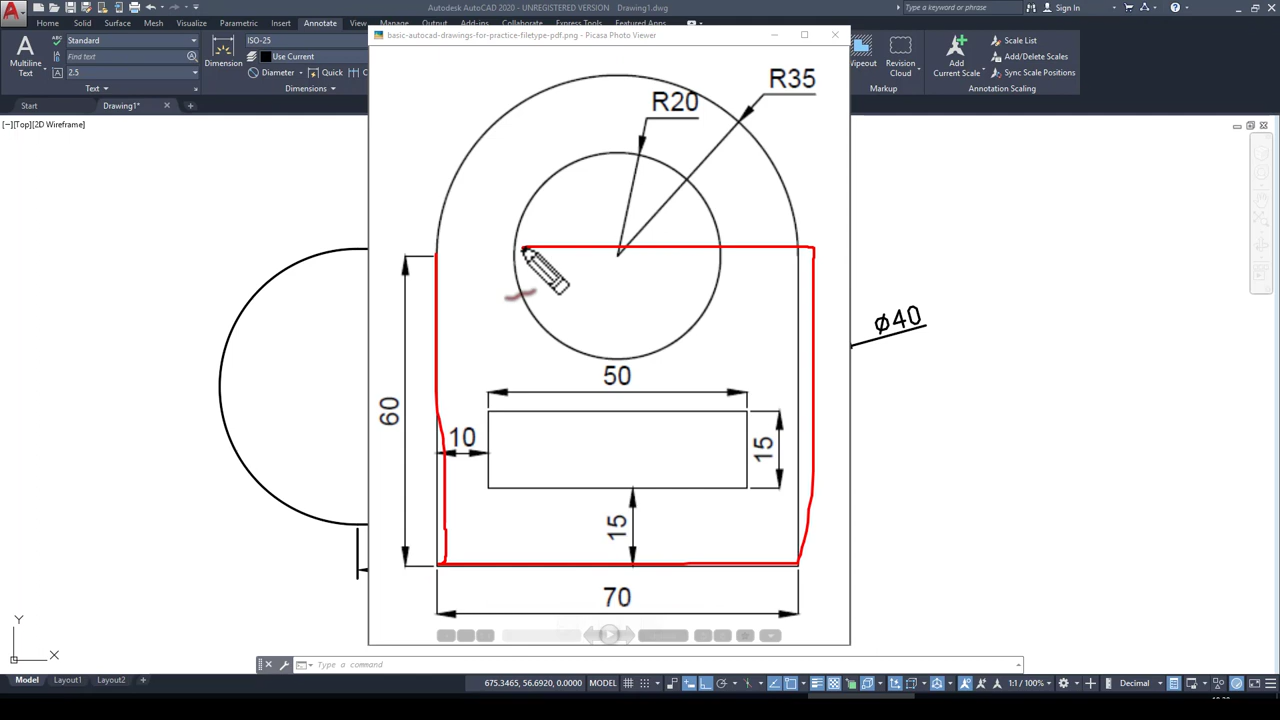 Autodesk AutoCAD 2020 - UNREGISTERED VERSION Drawing1.dwg
Type a keyword or phrase
Sign In
Home
Solid
Surface
Mesh
Visualize
Parametric
Insert
Annotate
View
Manage
Output
Add-ins
Collaborate
Express Tools
Featured Apps
Multiline
Text
Standard
Find text
2.5
Text
Dimension
ISO-25
Use Current
Diameter
Quick
Dimensions
Wipeout
Revision
Cloud
Markup
Add
Current Scale
Scale List
Add/Delete Scales
Sync Scale Positions
Annotation Scaling
Start
Drawing1*
[−][Top][2D Wireframe]
basic-autocad-drawings-for-practice-filetype-pdf.png - Picasa Photo Viewer
R35
R20
ø40
50
60
10
15
15
70
Y
X
Type a command
Model
Layout1
Layout2
675.3465, 56.6920, 0.0000
MODEL
1:1 / 100%
Decimal